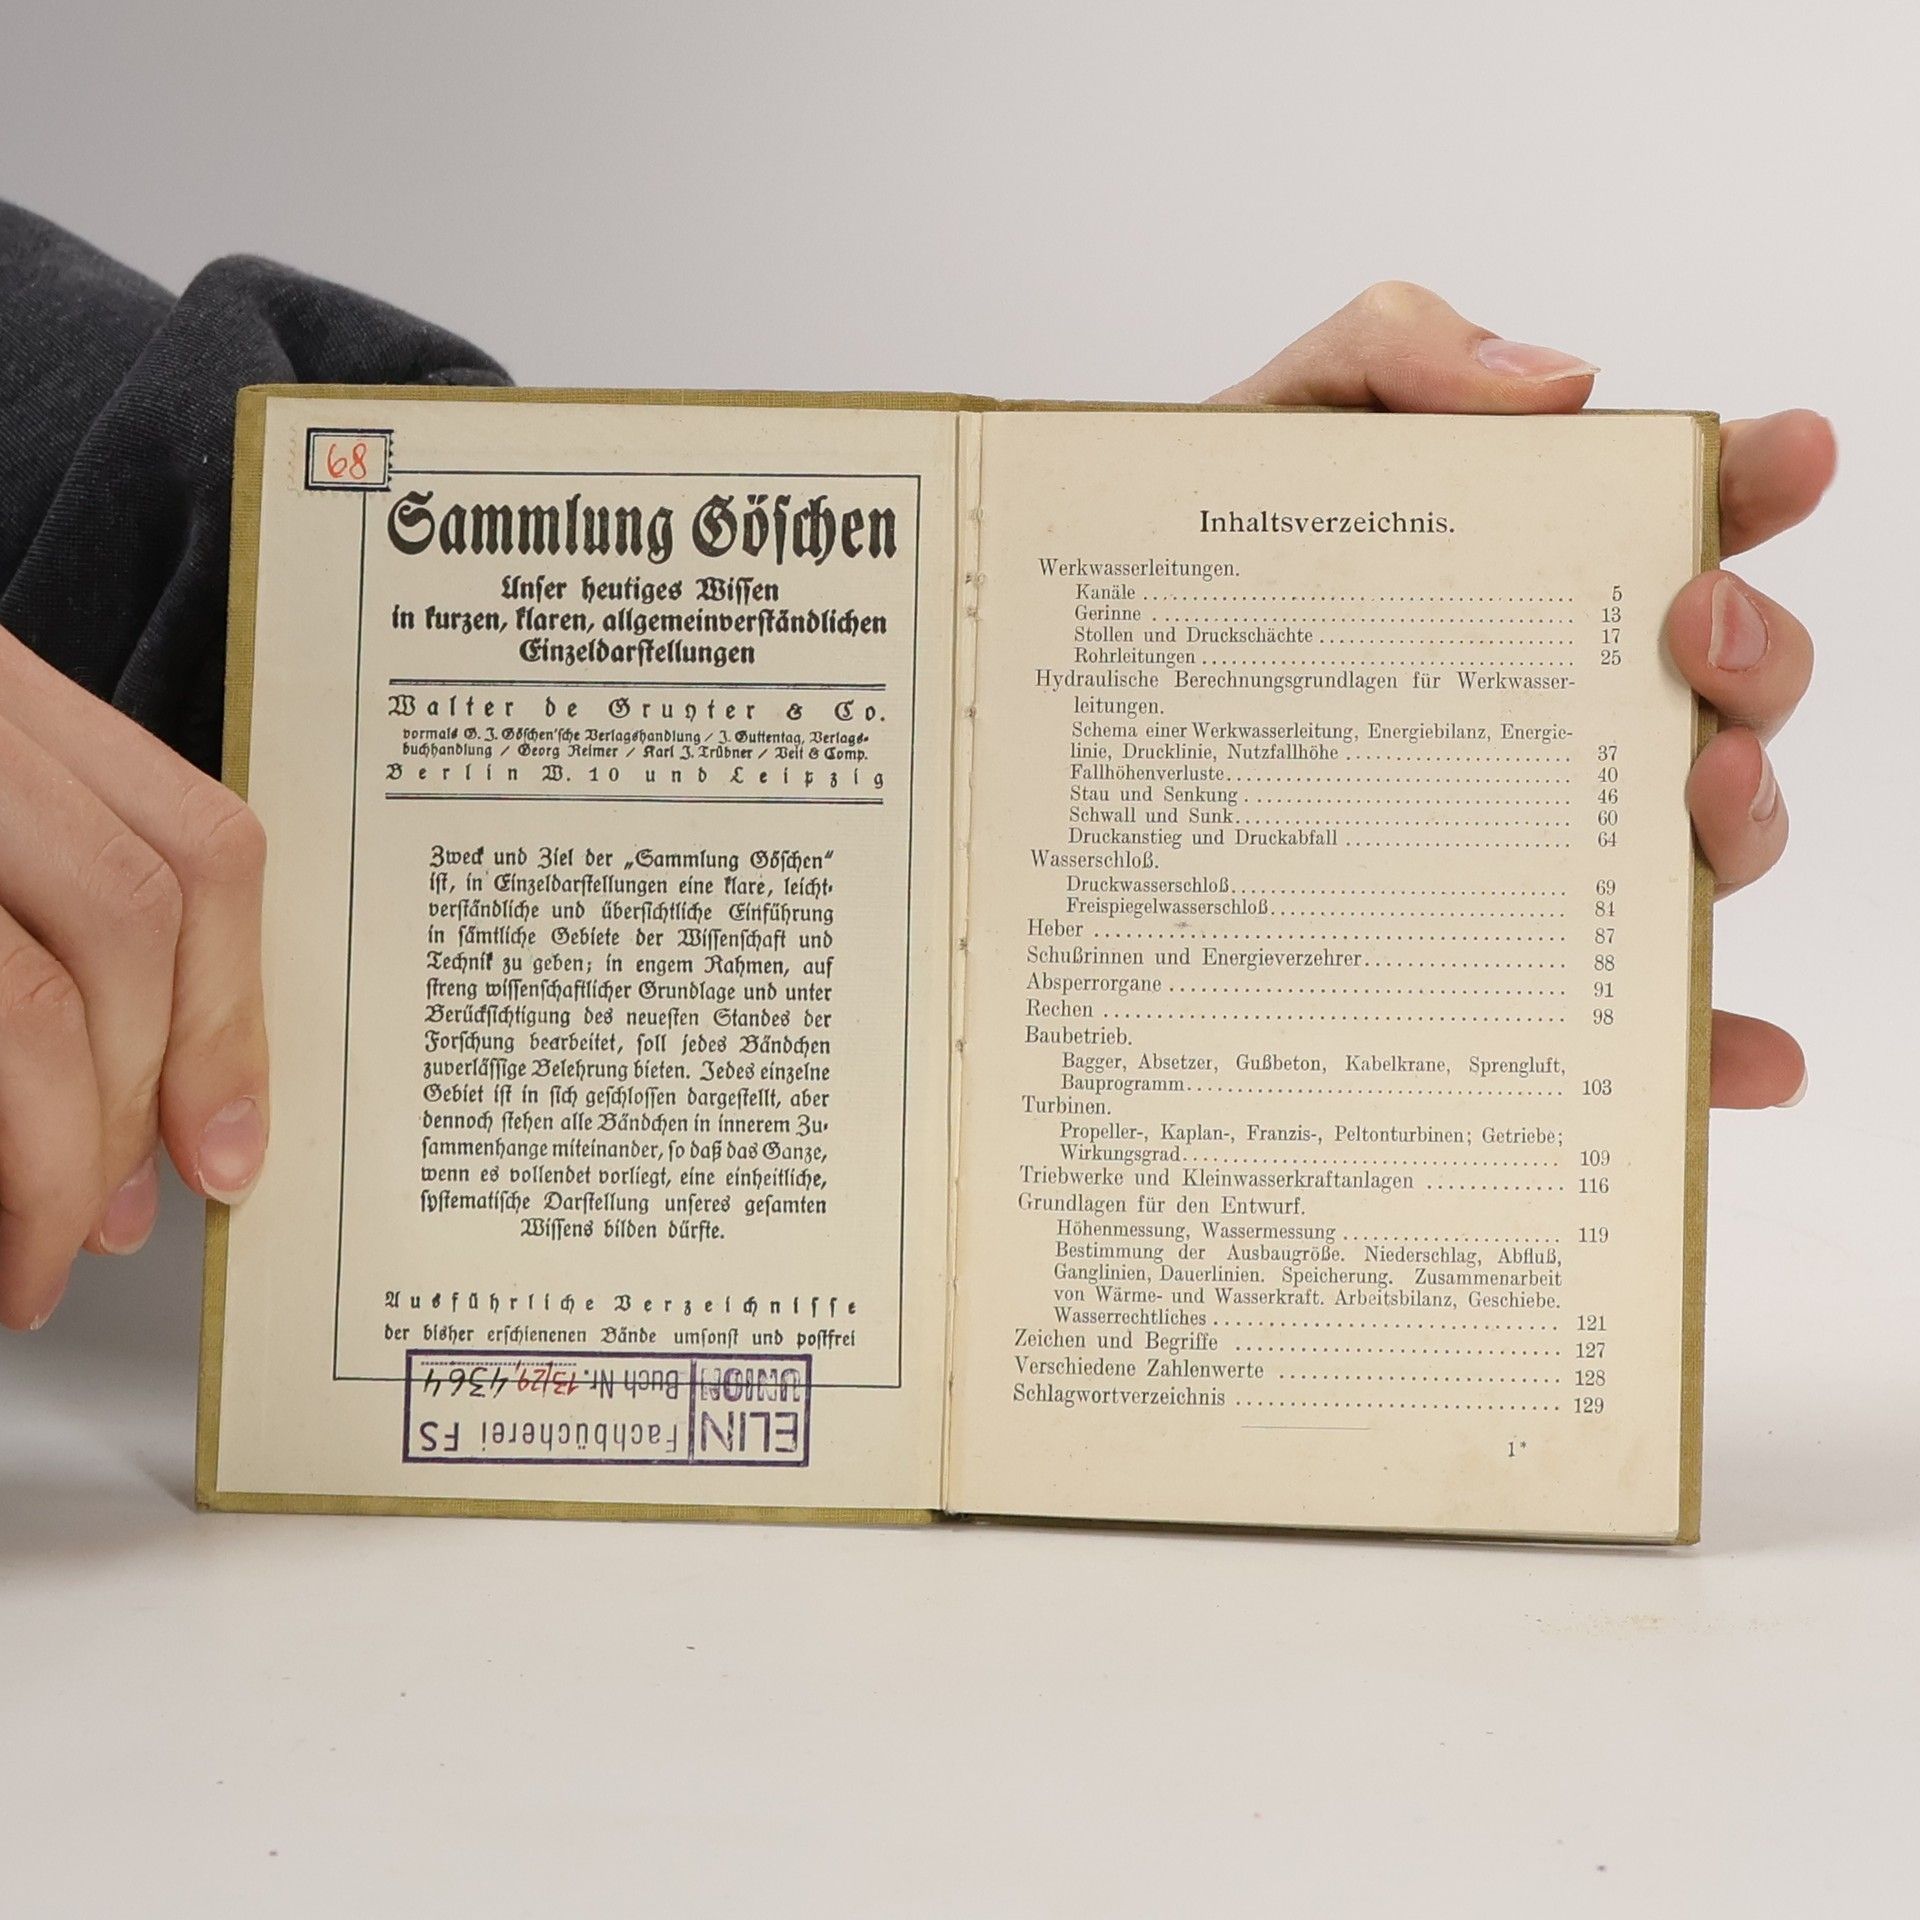 68
Sammlung Göschen
Unser heutiges Wissen
in kurzen, klaren, allgemeinverständlichen
Einzeldarstellungen
Walter de Gruyter & Co.
vormals G. J. Göschen'sche Verlagshandlung / J. Guttentag, Verlags-
buchhandlung / Georg Reimer / Karl J. Trübner / Veit & Comp.
Berlin W. 10 und Leipzig
Zweck und Ziel der „Sammlung Göschen“
ist, in Einzeldarstellungen eine klare, leicht-
verständliche und übersichtliche Einführung
in sämtliche Gebiete der Wissenschaft und
Technik zu geben; in engem Rahmen, auf
streng wissenschaftlicher Grundlage und unter
Berücksichtigung des neuesten Standes der
Forschung bearbeitet, soll jedes Bändchen
zuverlässige Belehrung bieten. Jedes einzelne
Gebiet ist in sich geschlossen dargestellt, aber
dennoch stehen alle Bändchen in innerem Zu-
sammenhange miteinander, so daß das Ganze,
wenn es vollendet vorliegt, eine einheitliche,
systematische Darstellung unseres gesamten
Wissens bilden dürfte.
Ausführliche Verzeichnisse
der bisher erschienenen Bände umsonst und postfrei
ELIN Fachbücherei FS
UNION Buch Nr. 13/29, 4364
Inhaltsverzeichnis.
Werkwasserleitungen.
Kanäle 5
Gerinne 13
Stollen und Druckschächte 17
Rohrleitungen 25
Hydraulische Berechnungsgrundlagen für Werkwasser-
leitungen.
Schema einer Werkwasserleitung, Energiebilanz, Energie-
linie, Drucklinie, Nutzfallhöhe 37
Fallhöhenverluste 40
Stau und Senkung 46
Schwall und Sunk 60
Druckanstieg und Druckabfall 64
Wasserschloß.
Druckwasserschloß 69
Freispiegelwasserschloß 84
Heber 87
Schußrinnen und Energieverzehrer 88
Absperrorgane 91
Rechen 98
Baubetrieb.
Bagger, Absetzer, Gußbeton, Kabelkrane, Sprengluft,
Bauprogramm 103
Turbinen.
Propeller-, Kaplan-, Franzis-, Peltonturbinen; Getriebe;
Wirkungsgrad 109
Triebwerke und Kleinwasserkraftanlagen 116
Grundlagen für den Entwurf.
Höhenmessung, Wassermessung 119
Bestimmung der Ausbaugröße. Niederschlag, Abfluß,
Ganglinien, Dauerlinien. Speicherung. Zusammenarbeit
von Wärme- und Wasserkraft. Arbeitsbilanz, Geschiebe.
Wasserrechtliches 121
Zeichen und Begriffe 127
Verschiedene Zahlenwerte 128
Schlagwortverzeichnis 129
1*